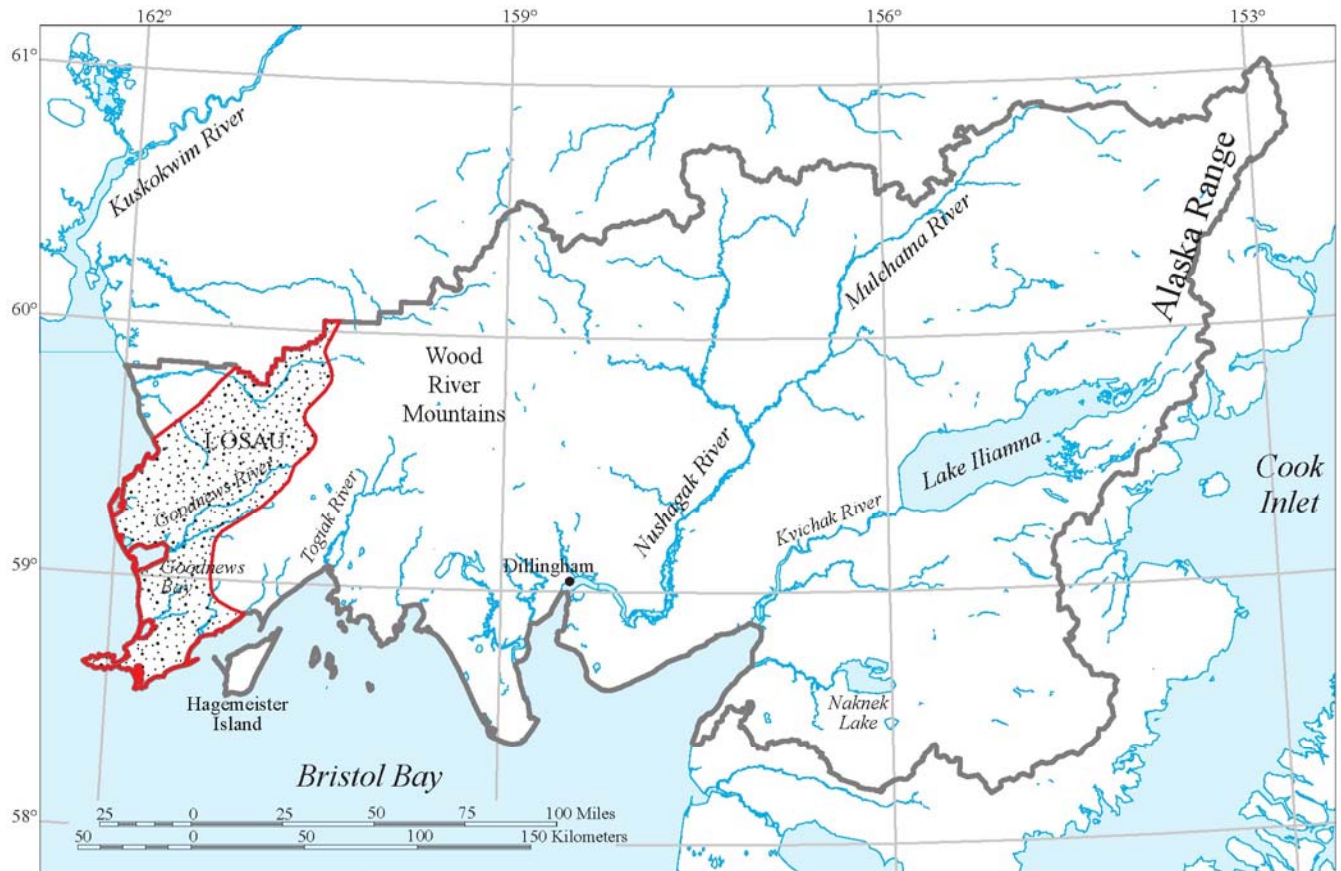 162°
159°
156°
153°
61°
Kuskokwim River
Alaska Range
Mulchatna River
60°
Wood
River
Mountains
LOSAU
Goodnews River
Togiak River
Nushagak River
Lake Iliamna
Kvichak River
Cook
Inlet
59°
Goodnews
Bay
Dillingham
Hagemeister
Island
Naknek
Lake
Bristol Bay
58°
25 0 25 50 75 100 Miles
50 0 50 100 150 Kilometers